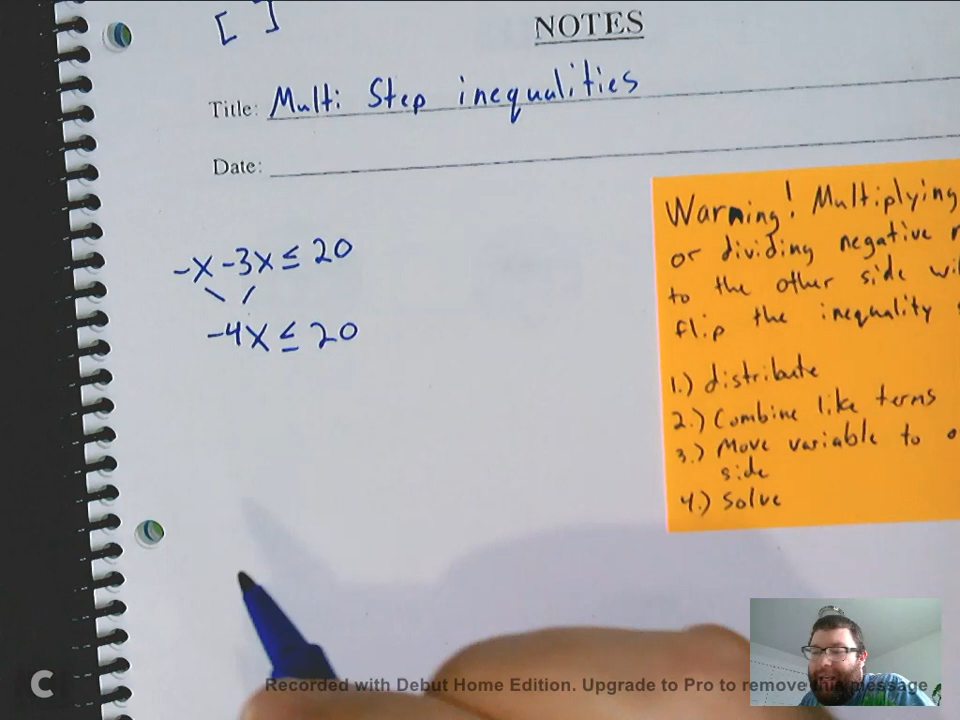 [ ]
NOTES
Title: Multi Step inequalities
Date:
-x -3x ≤ 20
-4x ≤ 20
Warning! Multiplying
or dividing negative
to the other side
flip the inequality
1.) distribute
2.) Combine like terms
3.) Move variable to
side
4.) Solve
C
Recorded with Debut Home Edition. Upgrade to Pro to remove this message